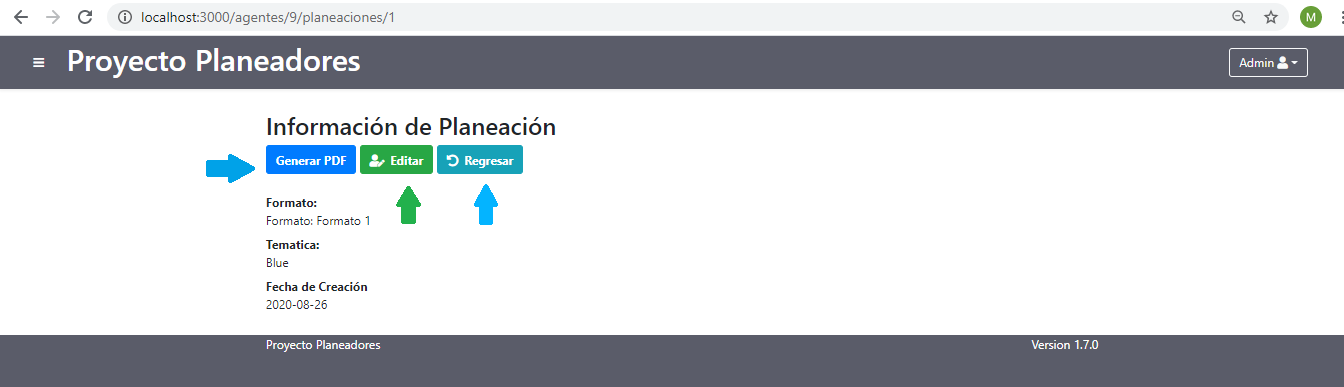 localhost:3000/agentes/9/planeaciones/1
M
Proyecto Planeadores
Admin
Información de Planeación
Generar PDF
Editar
Regresar
Formato:
Formato: Formato 1
Tematica:
Blue
Fecha de Creación
2020-08-26
Proyecto Planeadores
Version 1.7.0